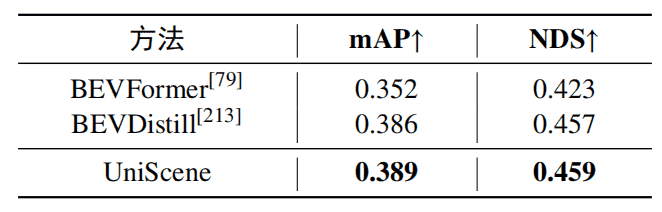 方法 mAP↑ NDS↑
BEVFormer[79] 0.352 0.423
BEVDistill[213] 0.386 0.457
UniScene 0.389 0.459